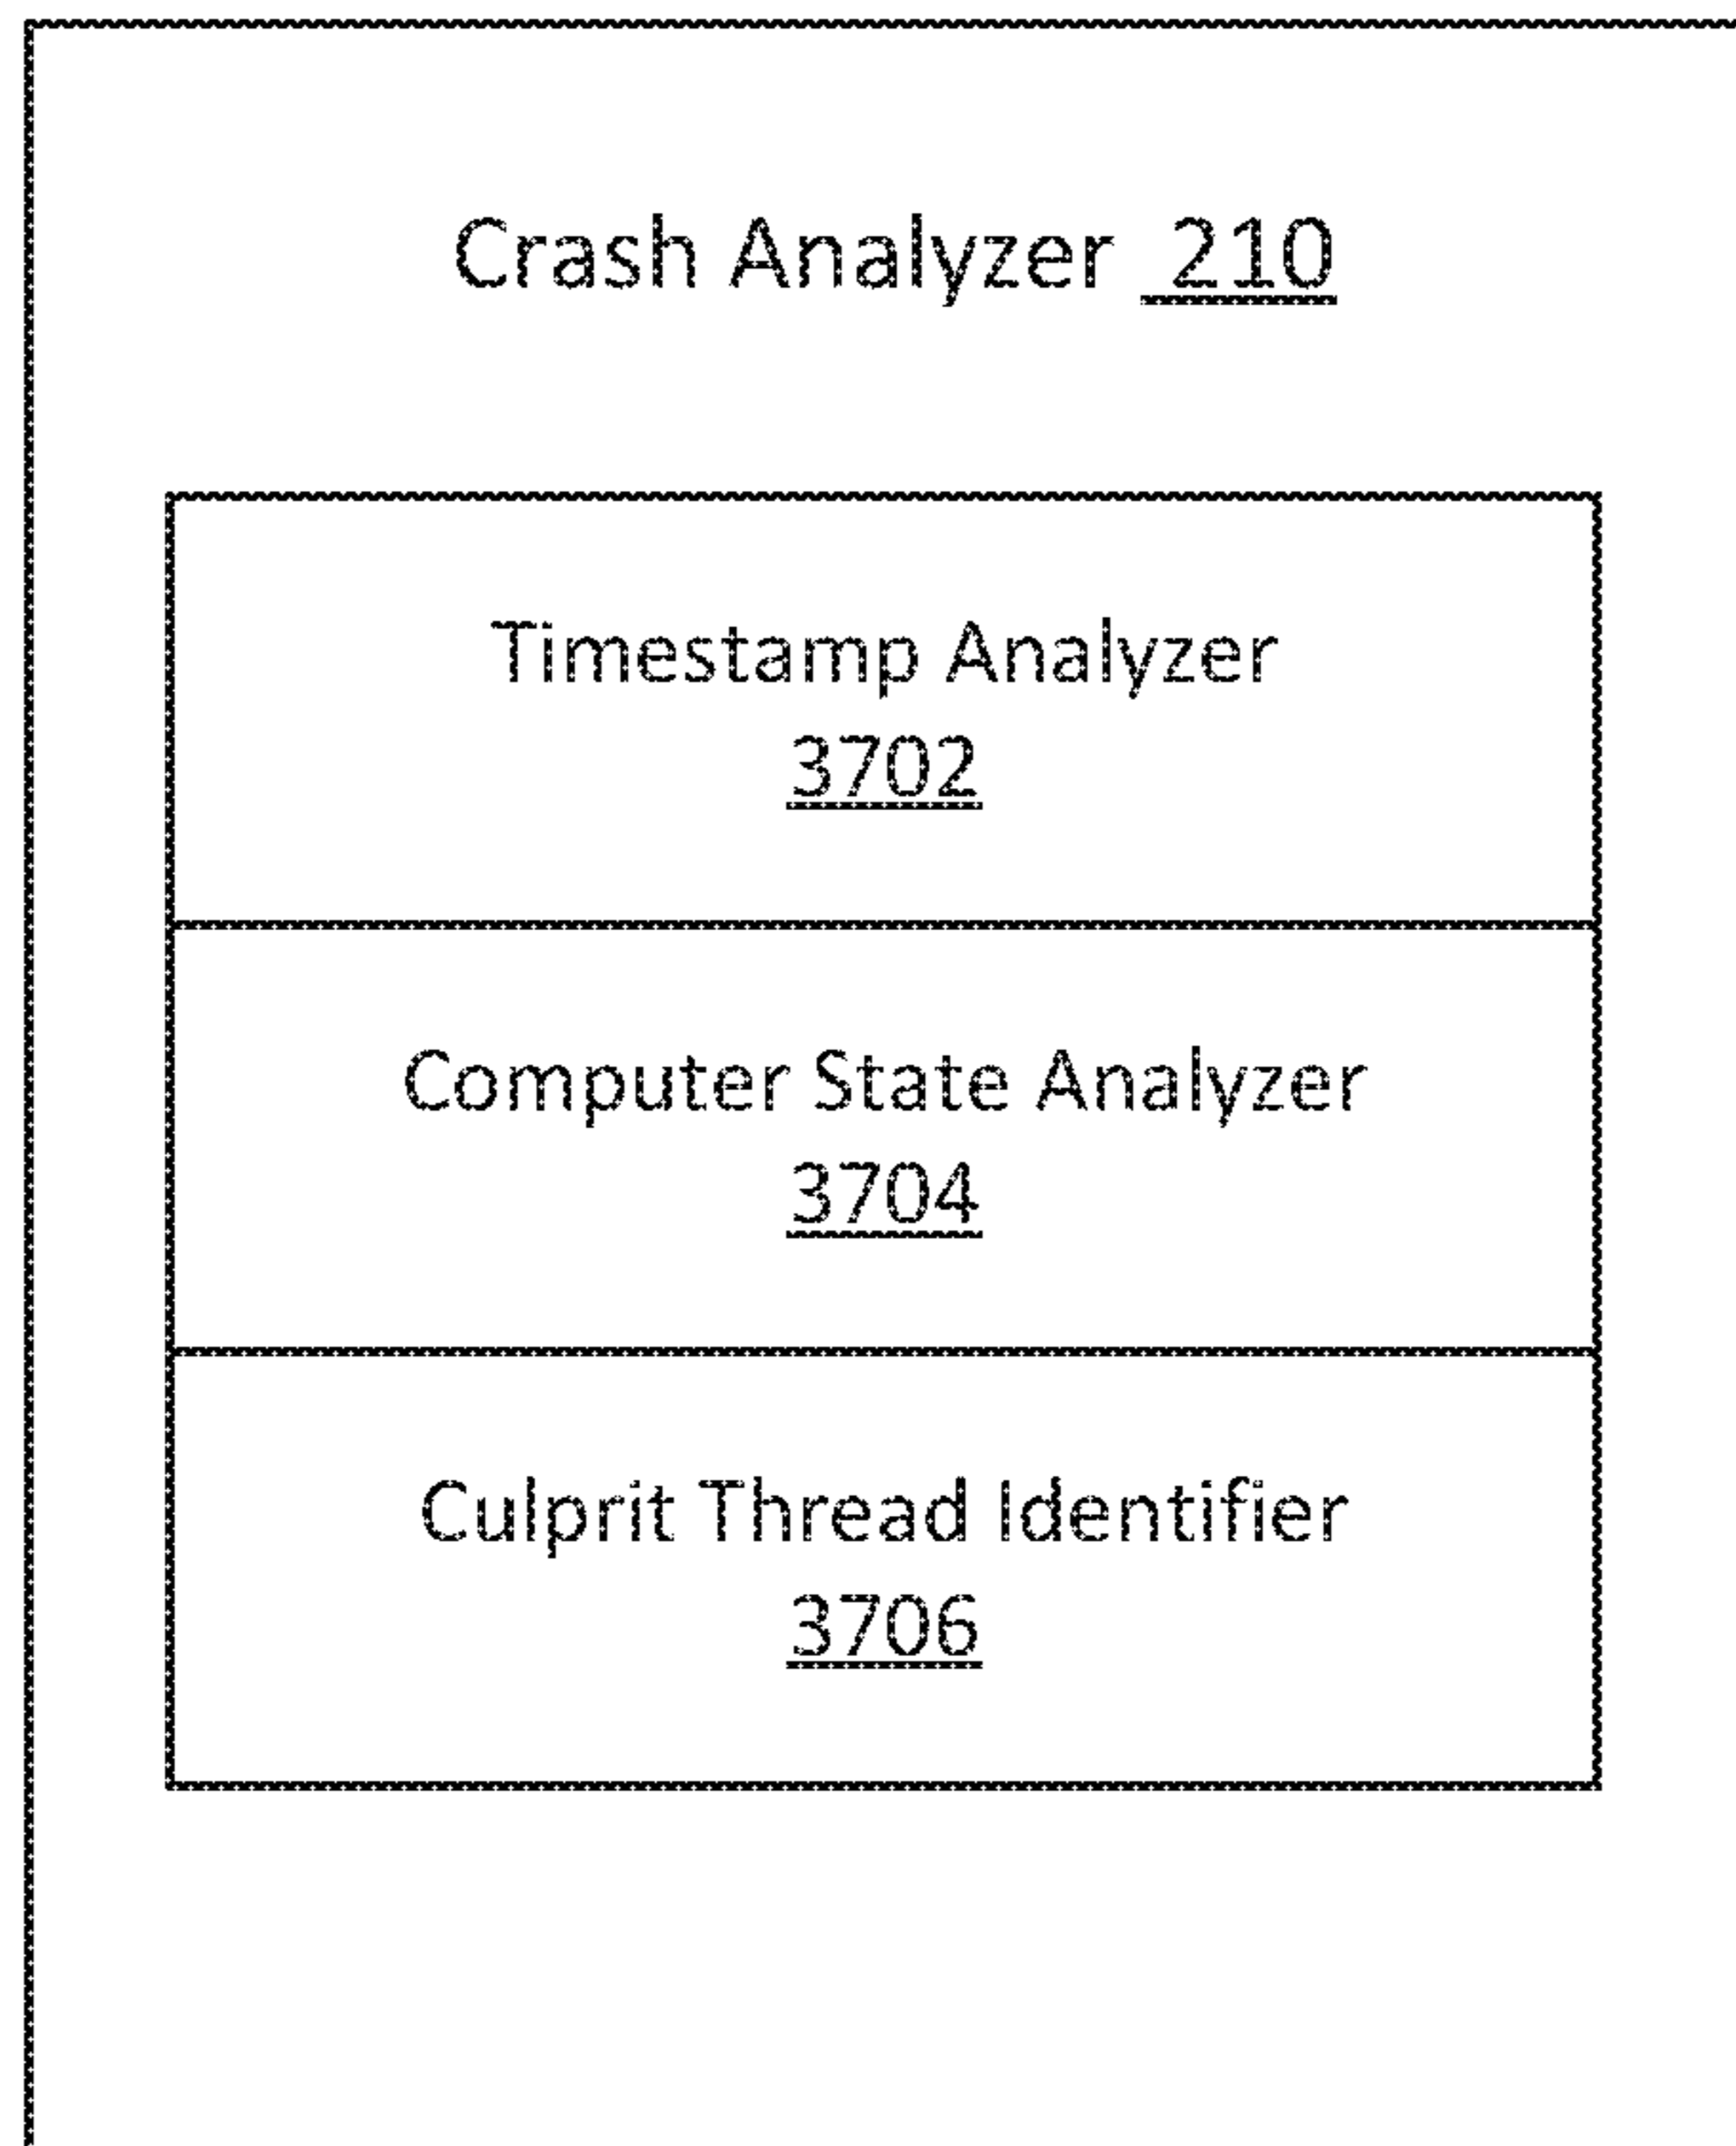 Crash Analyzer 210
Timestamp Analyzer
3702
Computer State Analyzer
3704
Culprit Thread Identifier
3706